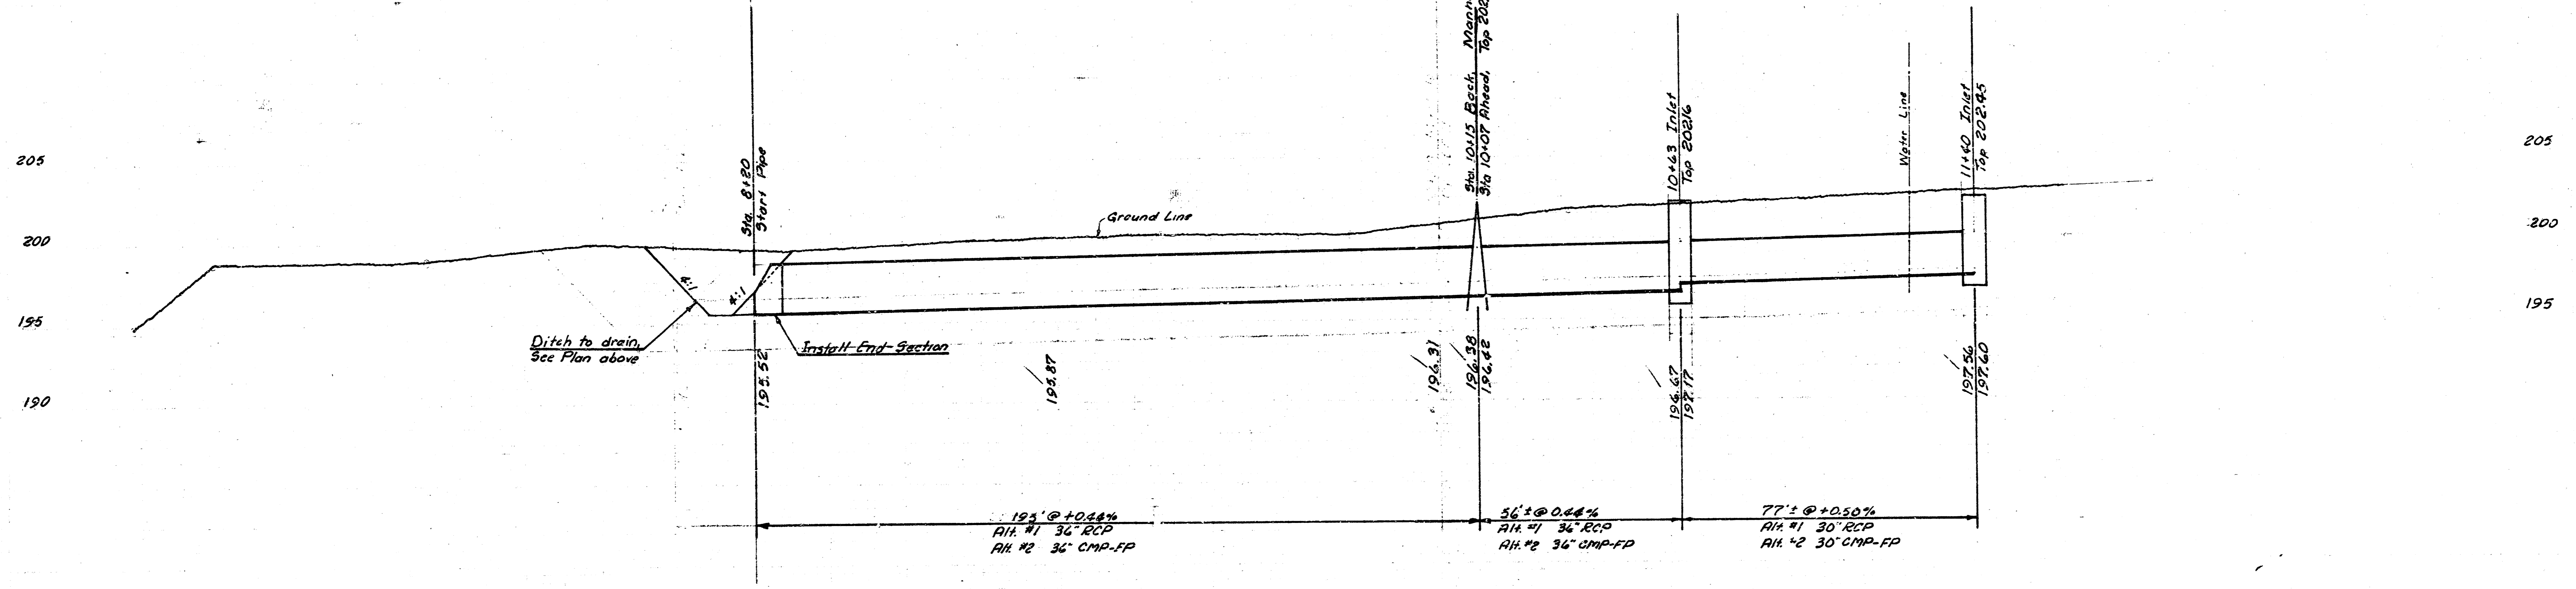 205
200
195
190
Sta. 8+20
Start Pipe
Ditch to drain,
See Plan above
Install End-Section
Ground Line
Sta. 10+15 Back,
Sta 10+07 Ahead, Top
10+63 Inlet
Top 202.16
Water Line
11+40 Inlet
Top 202.45
205
200
195
4:1
4:1
195.52
195.87
196.31
196.38
196.42
196.67
197.17
197.56
197.60
195' @ +0.44%
Alt. #1 36" RCP
Alt. #2 36" CMP-FP
56' ± @ 0.44%
Alt. #1 36" RCP
Alt. #2 36" CMP-FP
77' ± @ +0.50%
Alt. #1 30" RCP
Alt. #2 30" CMP-FP